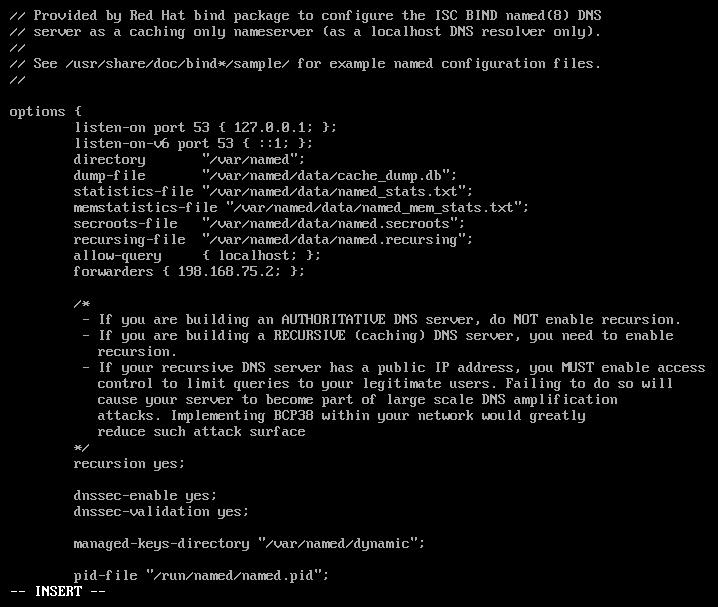 // Provided by Red Hat bind package to configure the ISC BIND named(8) DNS
// server as a caching only nameserver (as a localhost DNS resolver only).
//
// See /usr/share/doc/bind*/sample/ for example named configuration files.
//
options {
listen-on port 53 { 127.0.0.1; };
listen-on-v6 port 53 { ::1; };
directory "/var/named";
dump-file "/var/named/data/cache_dump.db";
statistics-file "/var/named/data/named_stats.txt";
memstatistics-file "/var/named/data/named_mem_stats.txt";
secroots-file "/var/named/data/named.secroots";
recursing-file "/var/named/data/named.recursing";
allow-query { localhost; };
forwarders { 198.168.75.2; };
/*
- If you are building an AUTHORITATIVE DNS server, do NOT enable recursion.
- If you are building a RECURSIVE (caching) DNS server, you need to enable
recursion.
- If your recursive DNS server has a public IP address, you MUST enable access
control to limit queries to your legitimate users. Failing to do so will
cause your server to become part of large scale DNS amplification
attacks. Implementing BCP38 within your network would greatly
reduce such attack surface
*/
recursion yes;
dnssec-enable yes;
dnssec-validation yes;
managed-keys-directory "/var/named/dynamic";
pid-file "/run/named/named.pid";
-- INSERT --